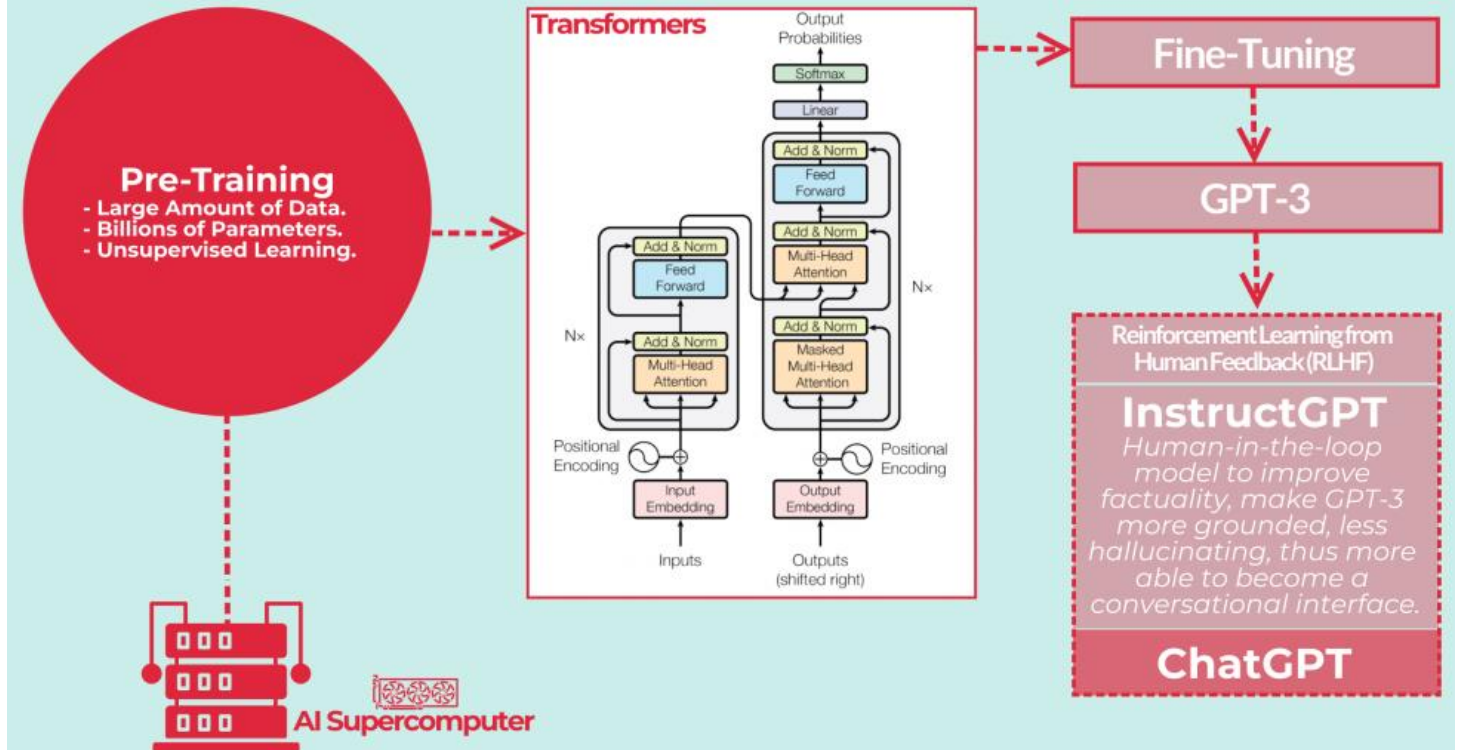 Pre-Training
- Large Amount of Data.
- Billions of Parameters.
- Unsupervised Learning.
AI Supercomputer
Transformers
Output
Probabilities
Softmax
Linear
Add & Norm
Feed
Forward
Add & Norm
Multi-Head
Attention
Nx
Add & Norm
Masked
Multi-Head
Attention
Add & Norm
Feed
Forward
Nx
Add & Norm
Multi-Head
Attention
Positional
Encoding
Positional
Encoding
Input
Embedding
Output
Embedding
Inputs
Outputs
(shifted right)
Fine-Tuning
GPT-3
Reinforcement Learning from
Human Feedback (RLHF)
InstructGPT
Human-in-the-loop
model to improve
factuality, make GPT-3
more grounded, less
hallucinating, thus more
able to become a
conversational interface.
ChatGPT